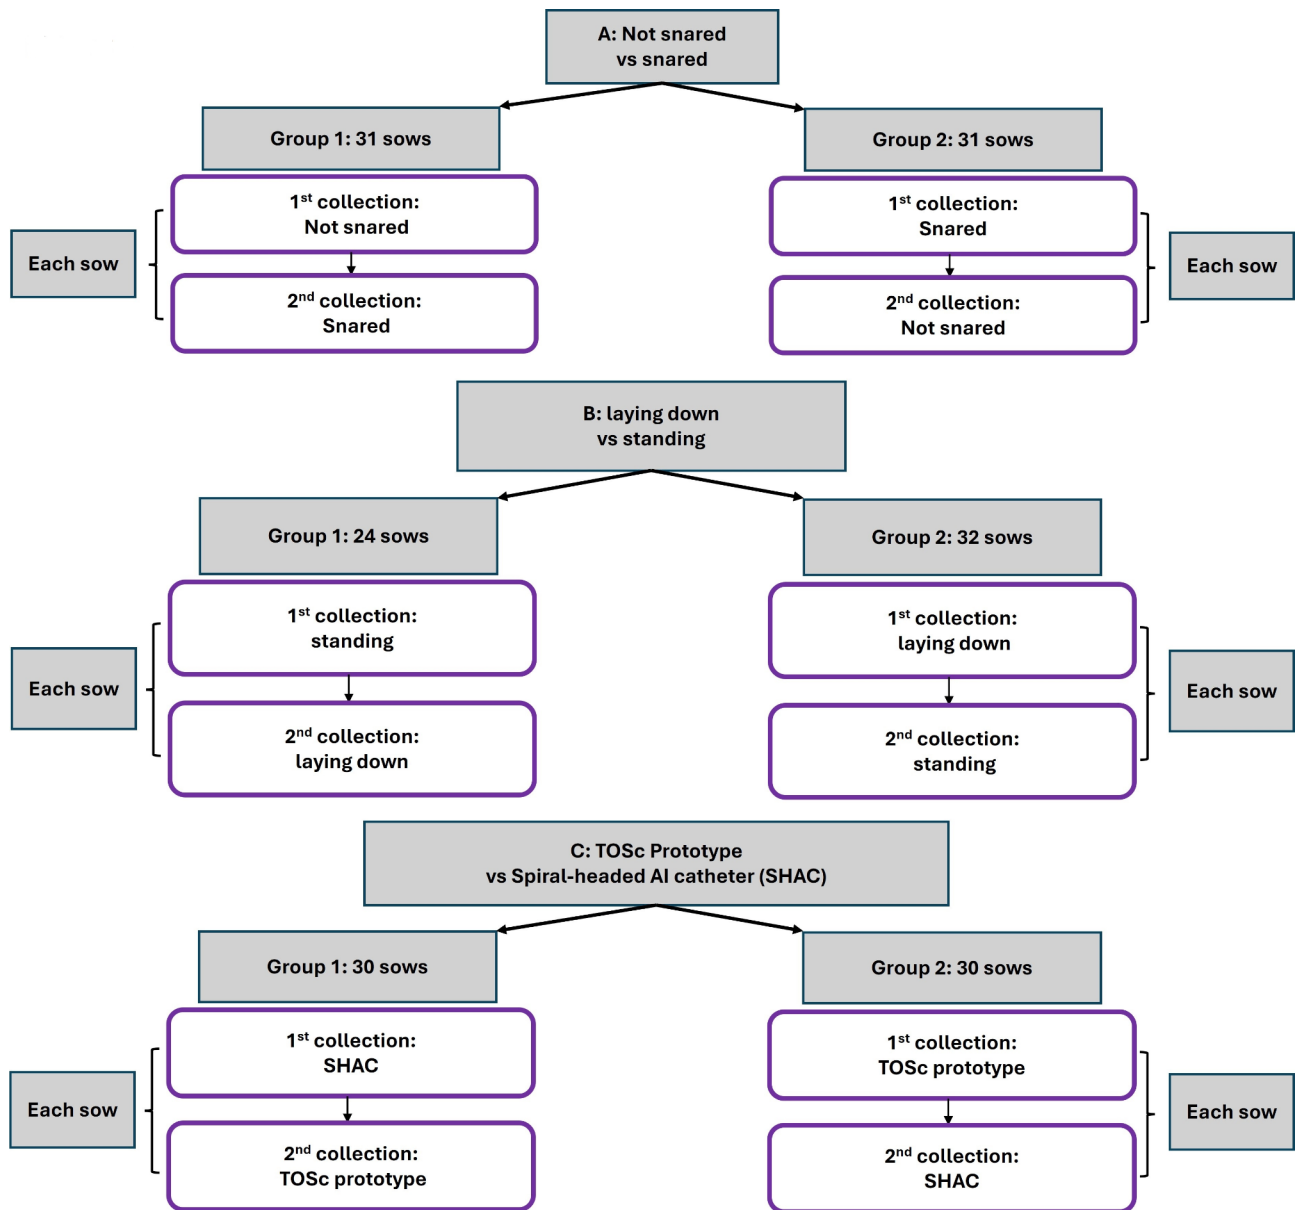 A: Not snared
vs snared
Group 1: 31 sows
Group 2: 31 sows
1st collection:
Not snared
1st collection:
Snared
Each sow
Each sow
2nd collection:
Snared
2nd collection:
Not snared
B: laying down
vs standing
Group 1: 24 sows
Group 2: 32 sows
1st collection:
standing
1st collection:
laying down
Each sow
Each sow
2nd collection:
laying down
2nd collection:
standing
C: TOSc Prototype
vs Spiral-headed AI catheter (SHAC)
Group 1: 30 sows
Group 2: 30 sows
1st collection:
SHAC
1st collection:
TOSc prototype
Each sow
Each sow
2nd collection:
TOSc prototype
2nd collection:
SHAC